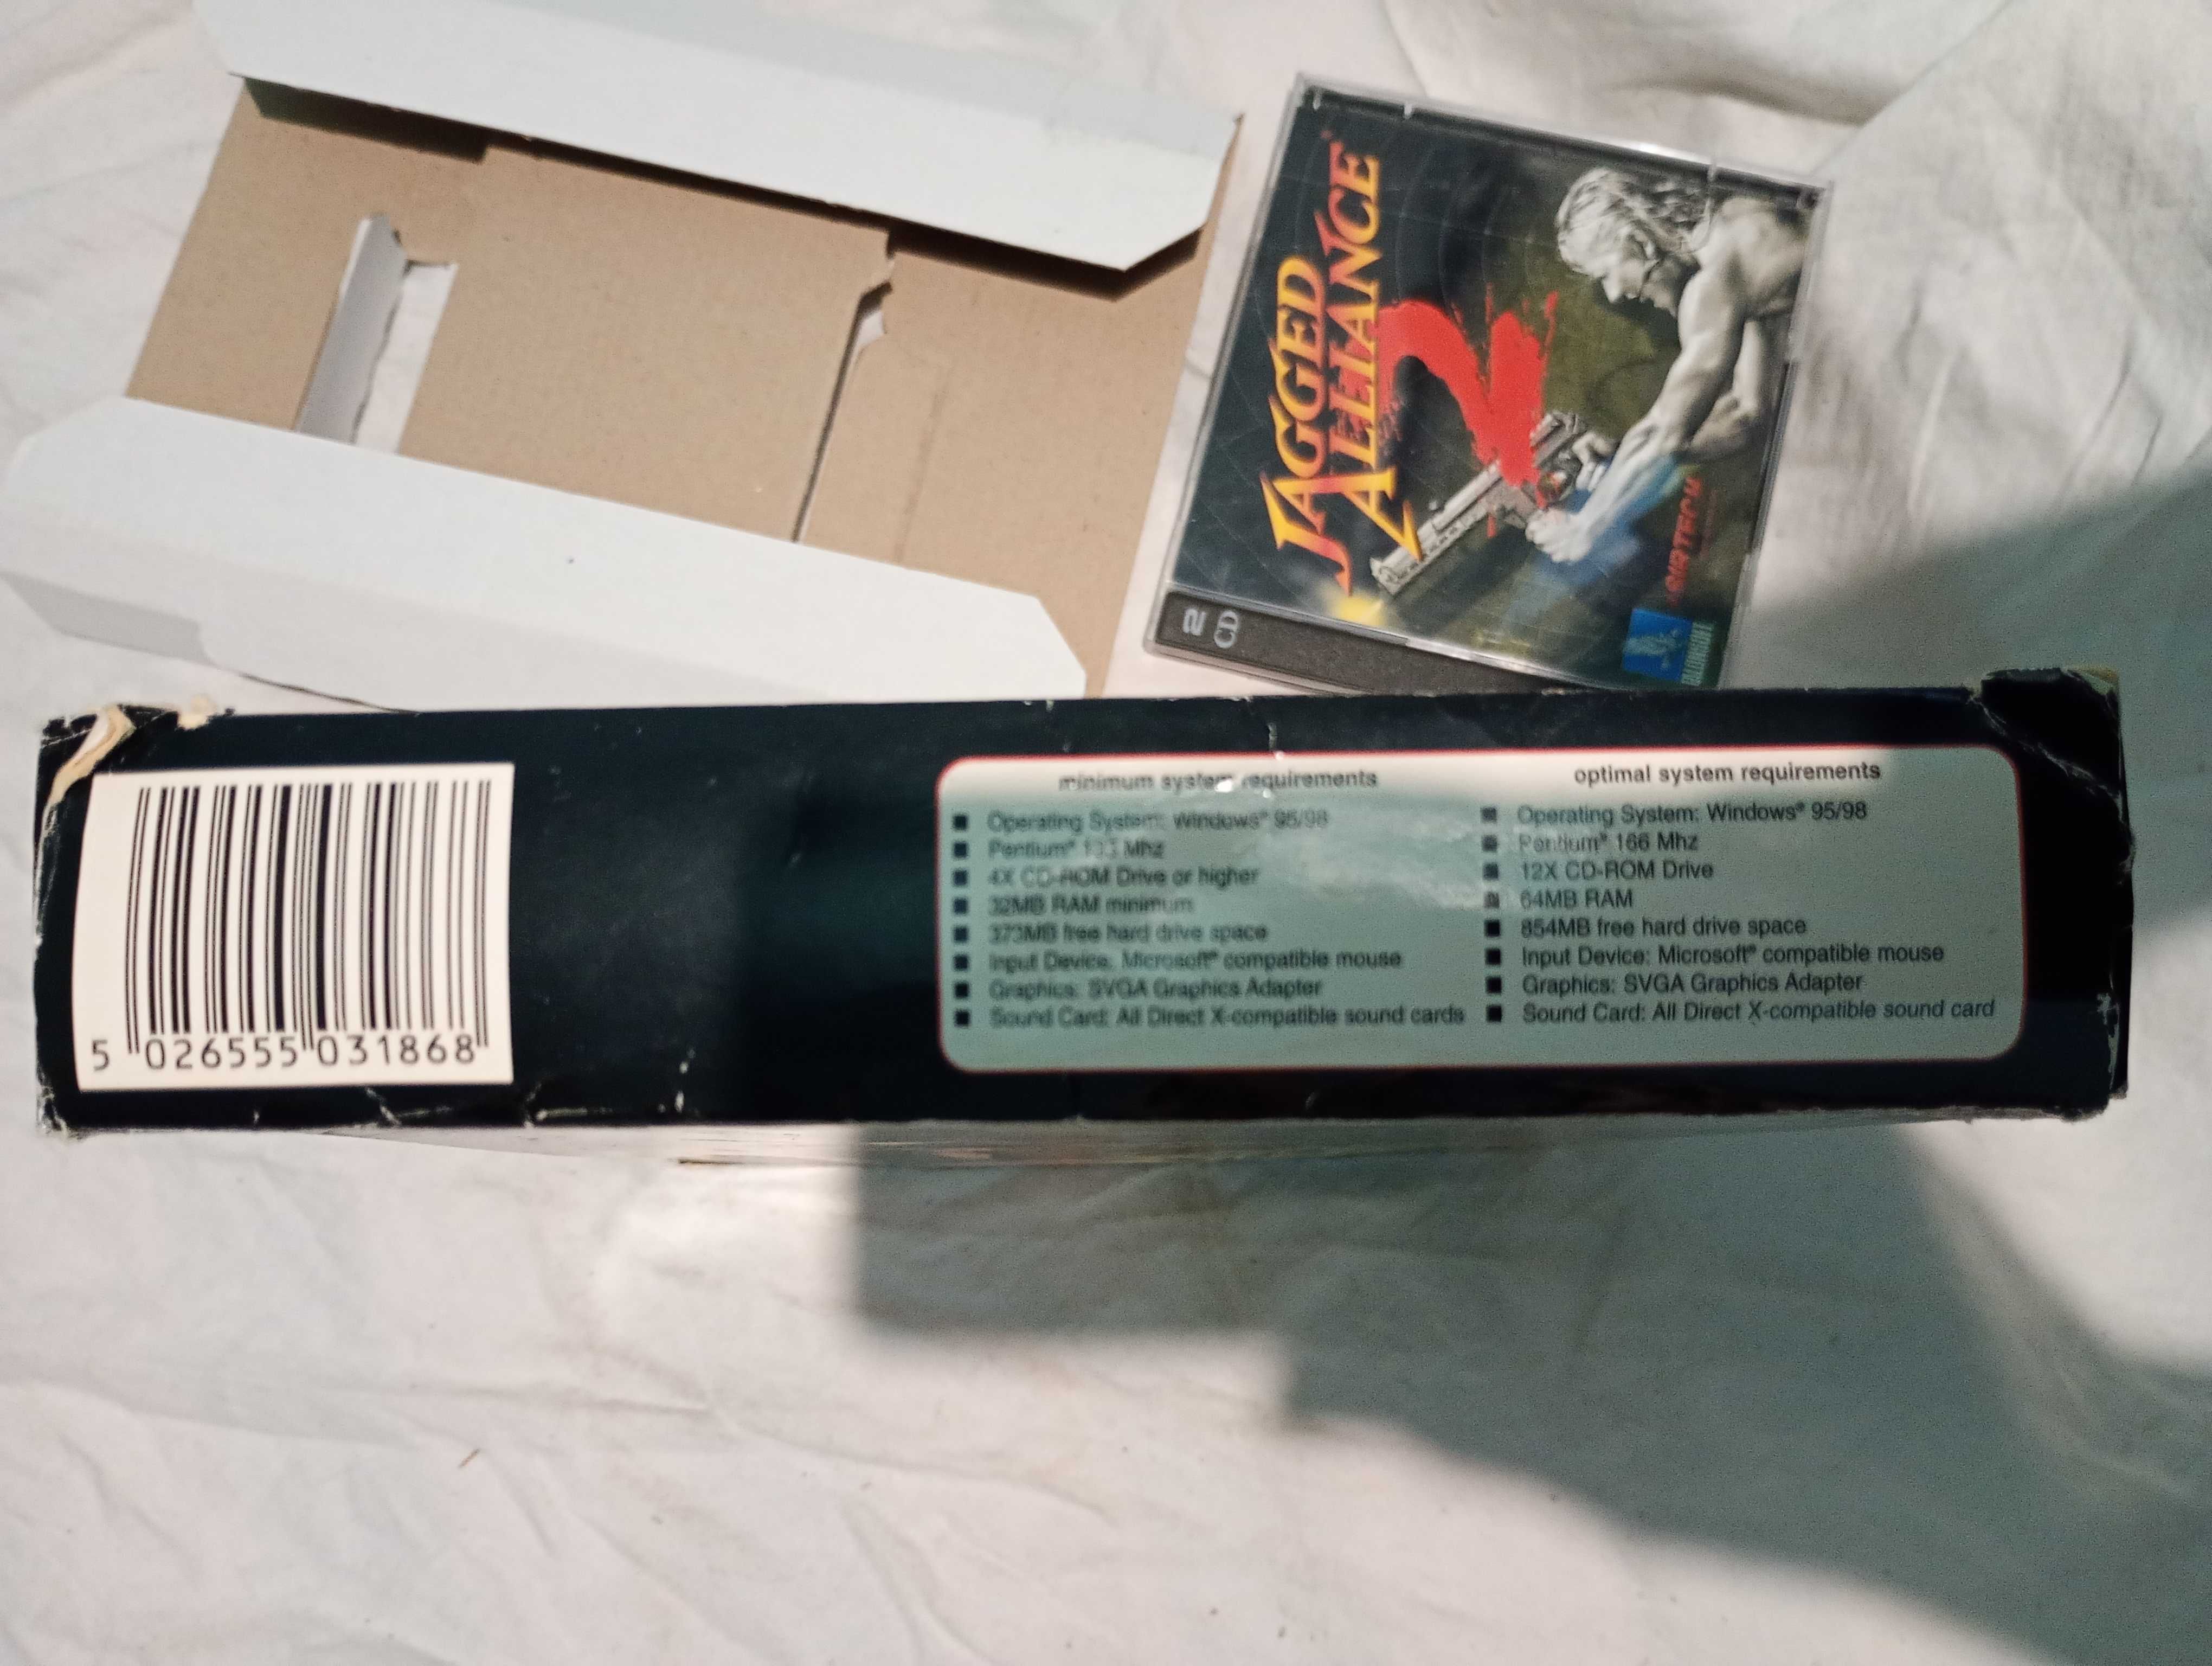 JAGGED
ALLIANCE
2
SIRTECH
TALONSOFT
2
CD
5 026555 031868
minimum system requirements
■ Operating System: Windows® 95/98
■ Pentium® 133 Mhz
■ 4X CD-ROM Drive or higher
■ 32MB RAM minimum
■ 373MB free hard drive space
■ Input Device: Microsoft® compatible mouse
■ Graphics: SVGA Graphics Adapter
■ Sound Card: All Direct X-compatible sound cards
optimal system requirements
■ Operating System: Windows® 95/98
■ Pentium® 166 Mhz
■ 12X CD-ROM Drive
■ 64MB RAM
■ 854MB free hard drive space
■ Input Device: Microsoft® compatible mouse
■ Graphics: SVGA Graphics Adapter
■ Sound Card: All Direct X-compatible sound card